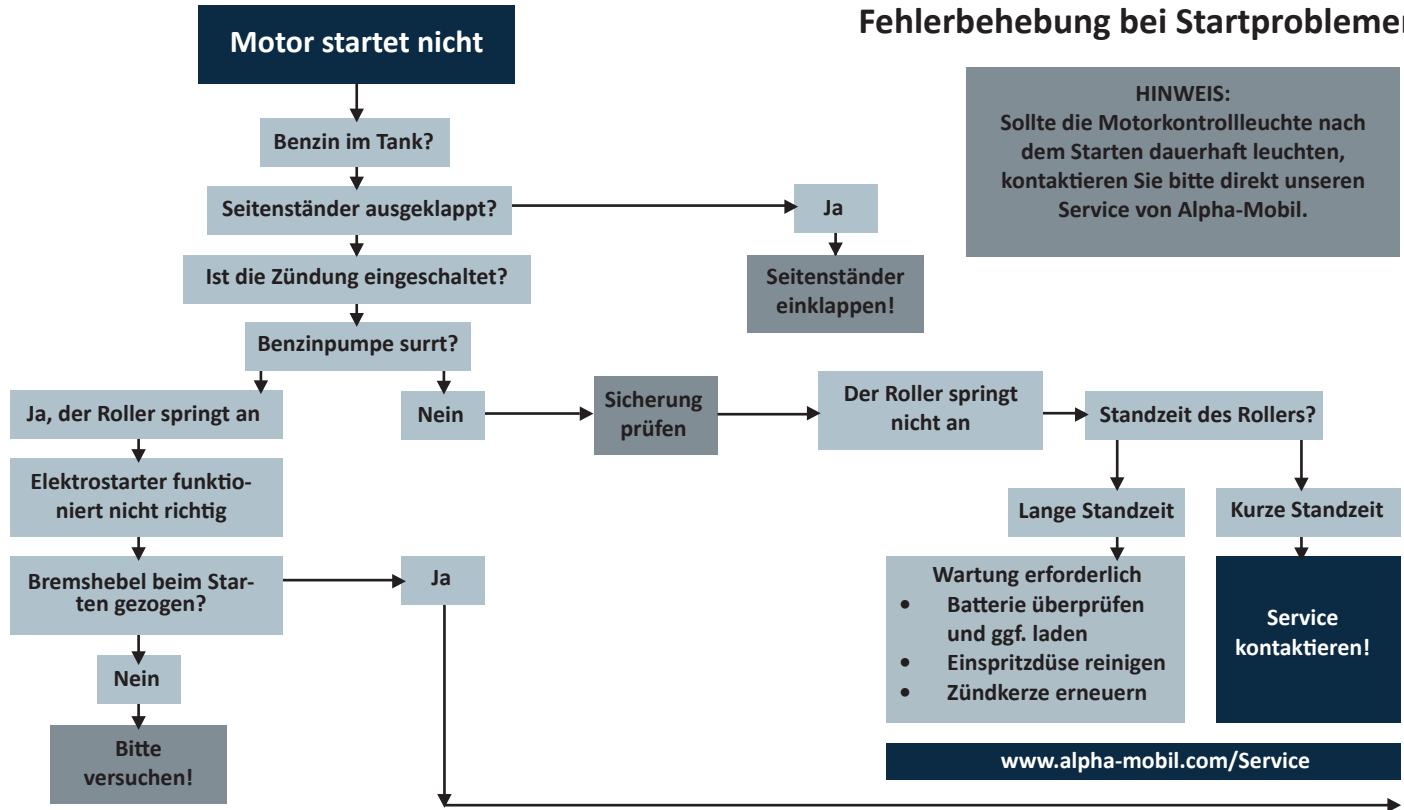 Fehlerbehebung bei Startprobleme
Motor startet nicht
HINWEIS:
Sollte die Motorkontrollleuchte nach
dem Starten dauerhaft leuchten,
kontaktieren Sie bitte direkt unseren
Service von Alpha-Mobil.
Benzin im Tank?
Seitenständer ausgeklappt?
Ja
Seitenständer
einklappen!
Ist die Zündung eingeschaltet?
Benzinpumpe surrt?
Ja, der Roller springt an
Nein
Sicherung
prüfen
Der Roller springt
nicht an
Standzeit des Rollers?
Elektrostarter funktio-
niert nicht richtig
Lange Standzeit
Kurze Standzeit
Bremshebel beim Star-
ten gezogen?
Ja
Wartung erforderlich
• Batterie überprüfen
und ggf. laden
• Einspritzdüse reinigen
• Zündkerze erneuern
Service
kontaktieren!
Nein
Bitte
versuchen!
www.alpha-mobil.com/Service